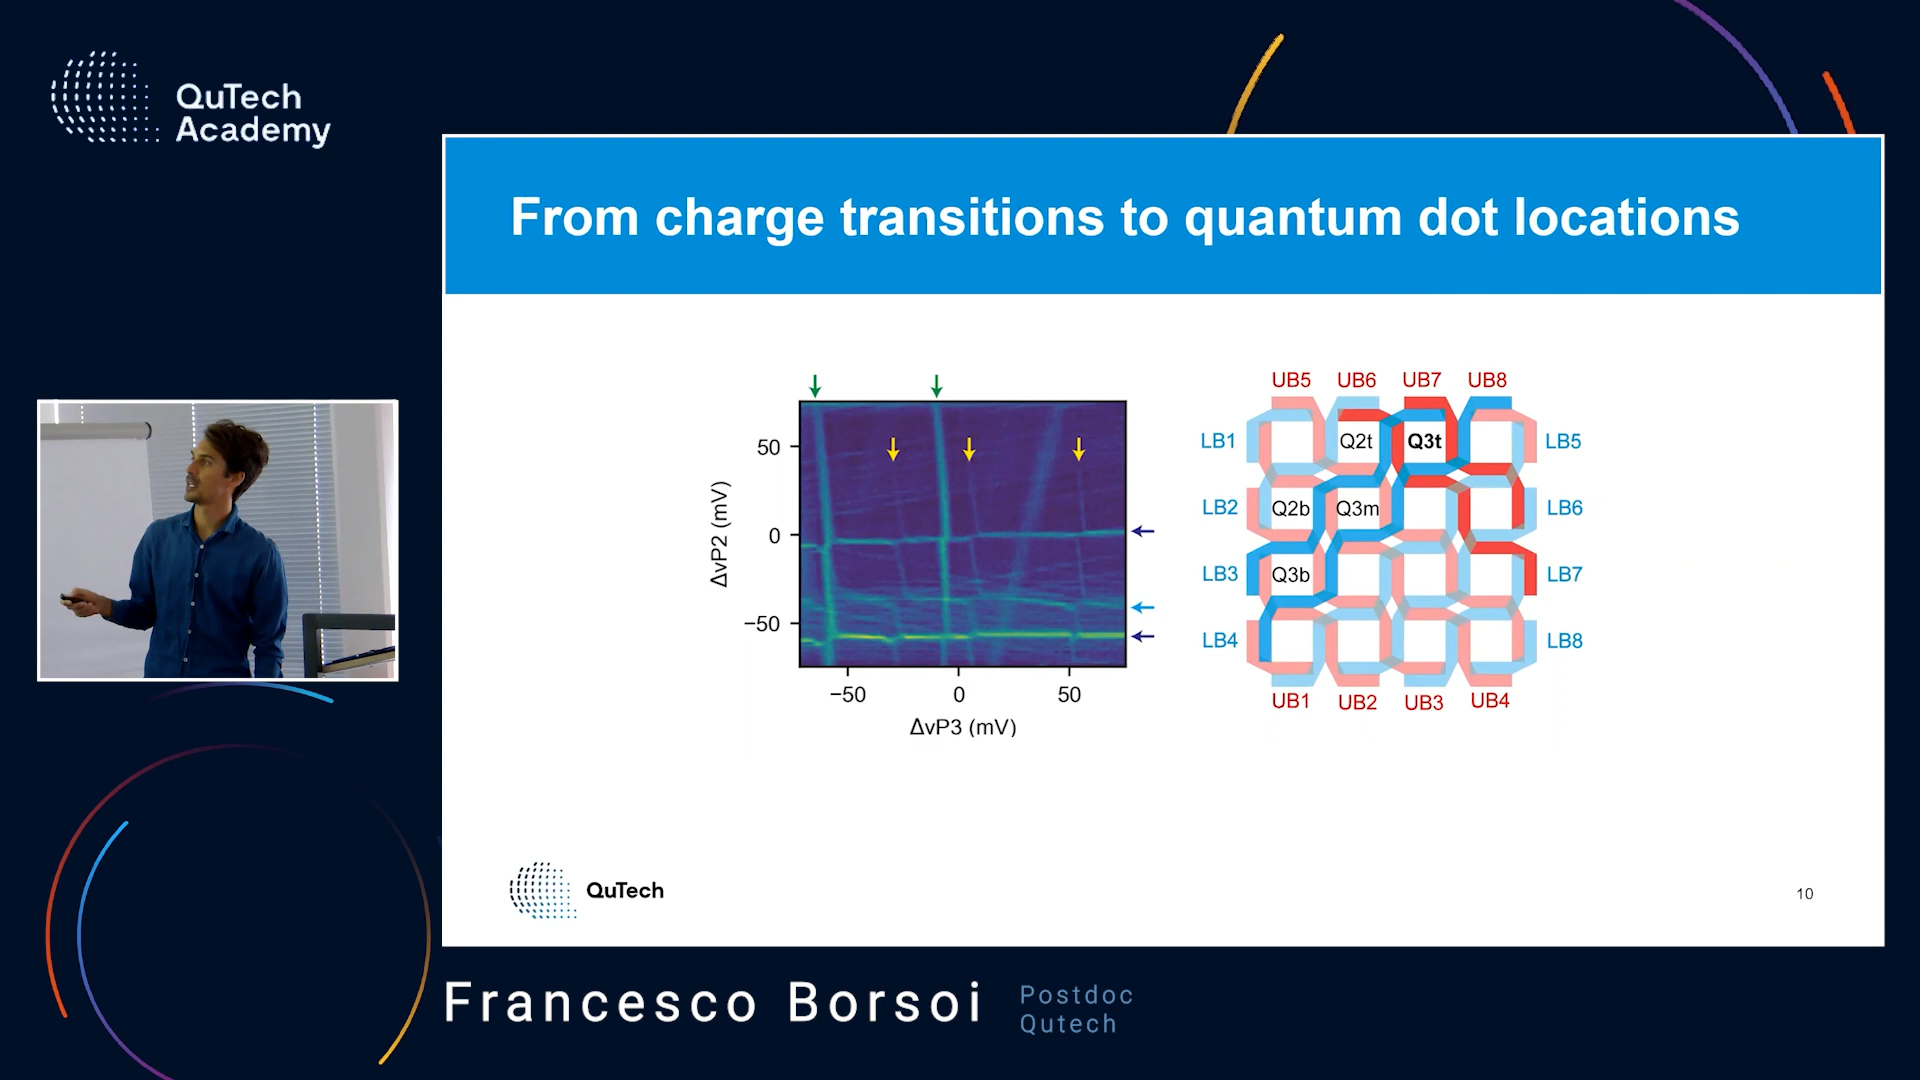 QuTech
Academy
From charge transitions to quantum dot locations
50
0
−50
ΔvP2 (mV)
−50 0 50
ΔvP3 (mV)
UB5 UB6 UB7 UB8
LB1 Q2t Q3t LB5
LB2 Q2b Q3m LB6
LB3 Q3b LB7
LB4 LB8
UB1 UB2 UB3 UB4
QuTech
10
Francesco Borsoi
Postdoc
Qutech